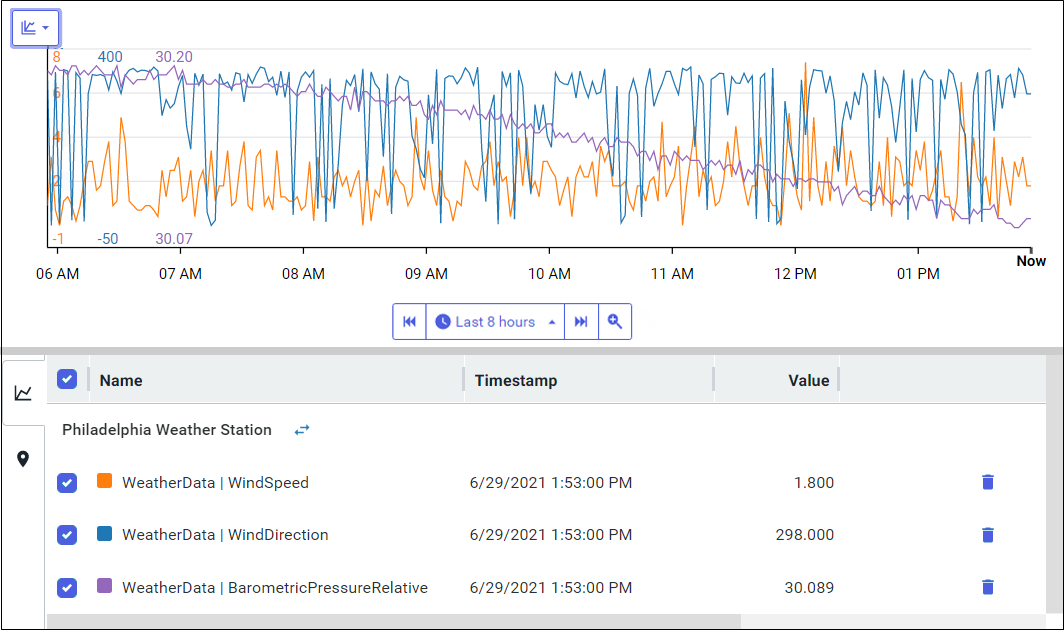 8 400 30.20
6
4
2
-1 -50 30.07
06 AM 07 AM 08 AM 09 AM 10 AM 11 AM 12 PM 01 PM Now
Last 8 hours
Name Timestamp Value
Philadelphia Weather Station
WeatherData | WindSpeed 6/29/2021 1:53:00 PM 1.800
WeatherData | WindDirection 6/29/2021 1:53:00 PM 298.000
WeatherData | BarometricPressureRelative 6/29/2021 1:53:00 PM 30.089